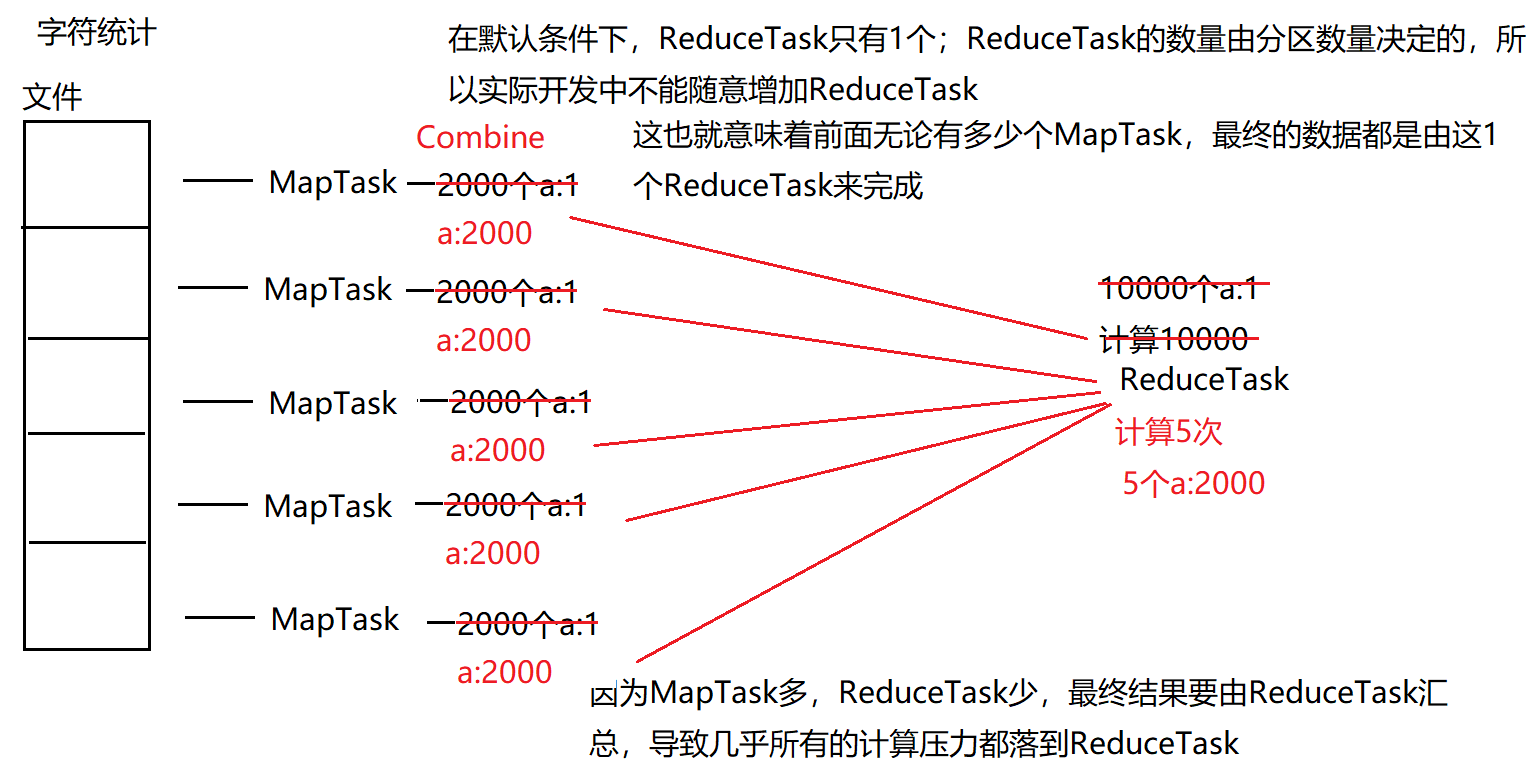 字符统计
在默认条件下，ReduceTask只有1个；ReduceTask的数量由分区数量决定的，所
以实际开发中不能随意增加ReduceTask
文件
Combine
这也就意味着前面无论有多少个MapTask，最终的数据都是由这1
个ReduceTask来完成
MapTask
2000个a:1
a:2000
MapTask
2000个a:1
a:2000
MapTask
2000个a:1
a:2000
MapTask
2000个a:1
a:2000
MapTask
2000个a:1
a:2000
10000个a:1
计算10000
ReduceTask
计算5次
5个a:2000
因为MapTask多，ReduceTask少，最终结果要由ReduceTask汇
总，导致几乎所有的计算压力都落到ReduceTask